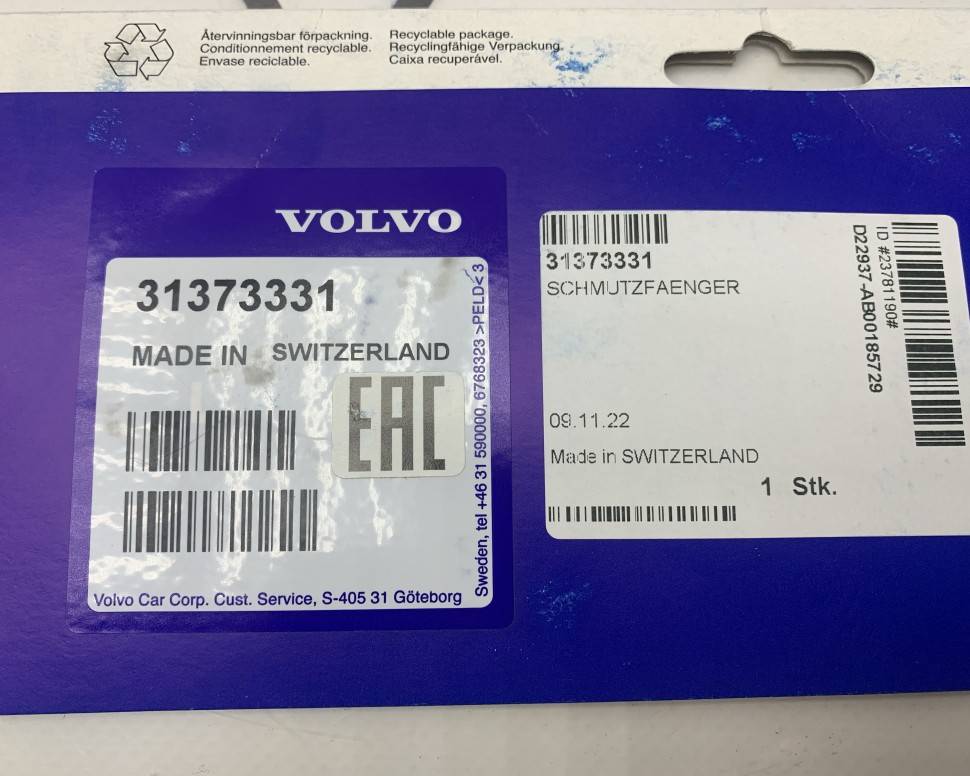 Återvinningsbar förpackning.
Conditionnement recyclable.
Envase reciclable.
Recyclable package.
Recyclingfähige Verpackung.
Caixa recuperável.
VOLVO
31373331
MADE IN SWITZERLAND
EAC
Volvo Car Corp. Cust. Service, S-405 31 Göteborg
Sweden, tel +46 31 590000, 6768323 >PELD< 3
31373331
SCHMUTZFAENGER
09.11.22
Made in SWITZERLAND
1 Stk.
ID #23781190#
D22937-AB00185729